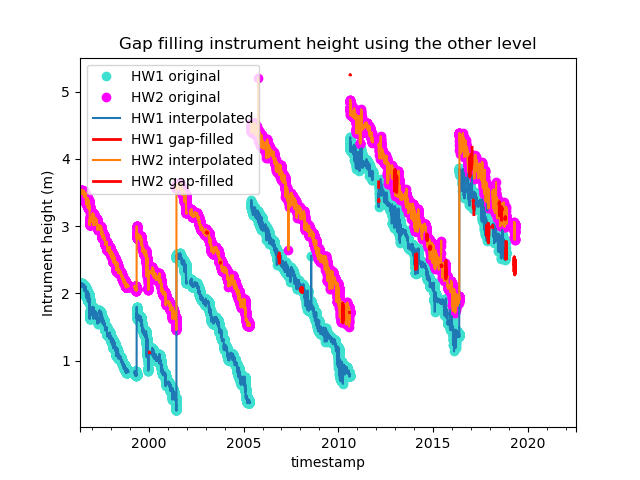 Gap filling instrument height using the other level
HW1 original
HW2 original
HW1 interpolated
HW1 gap-filled
HW2 interpolated
HW2 gap-filled
Intrument height (m)
5
4
3
2
1
2000
2005
2010
2015
2020
timestamp